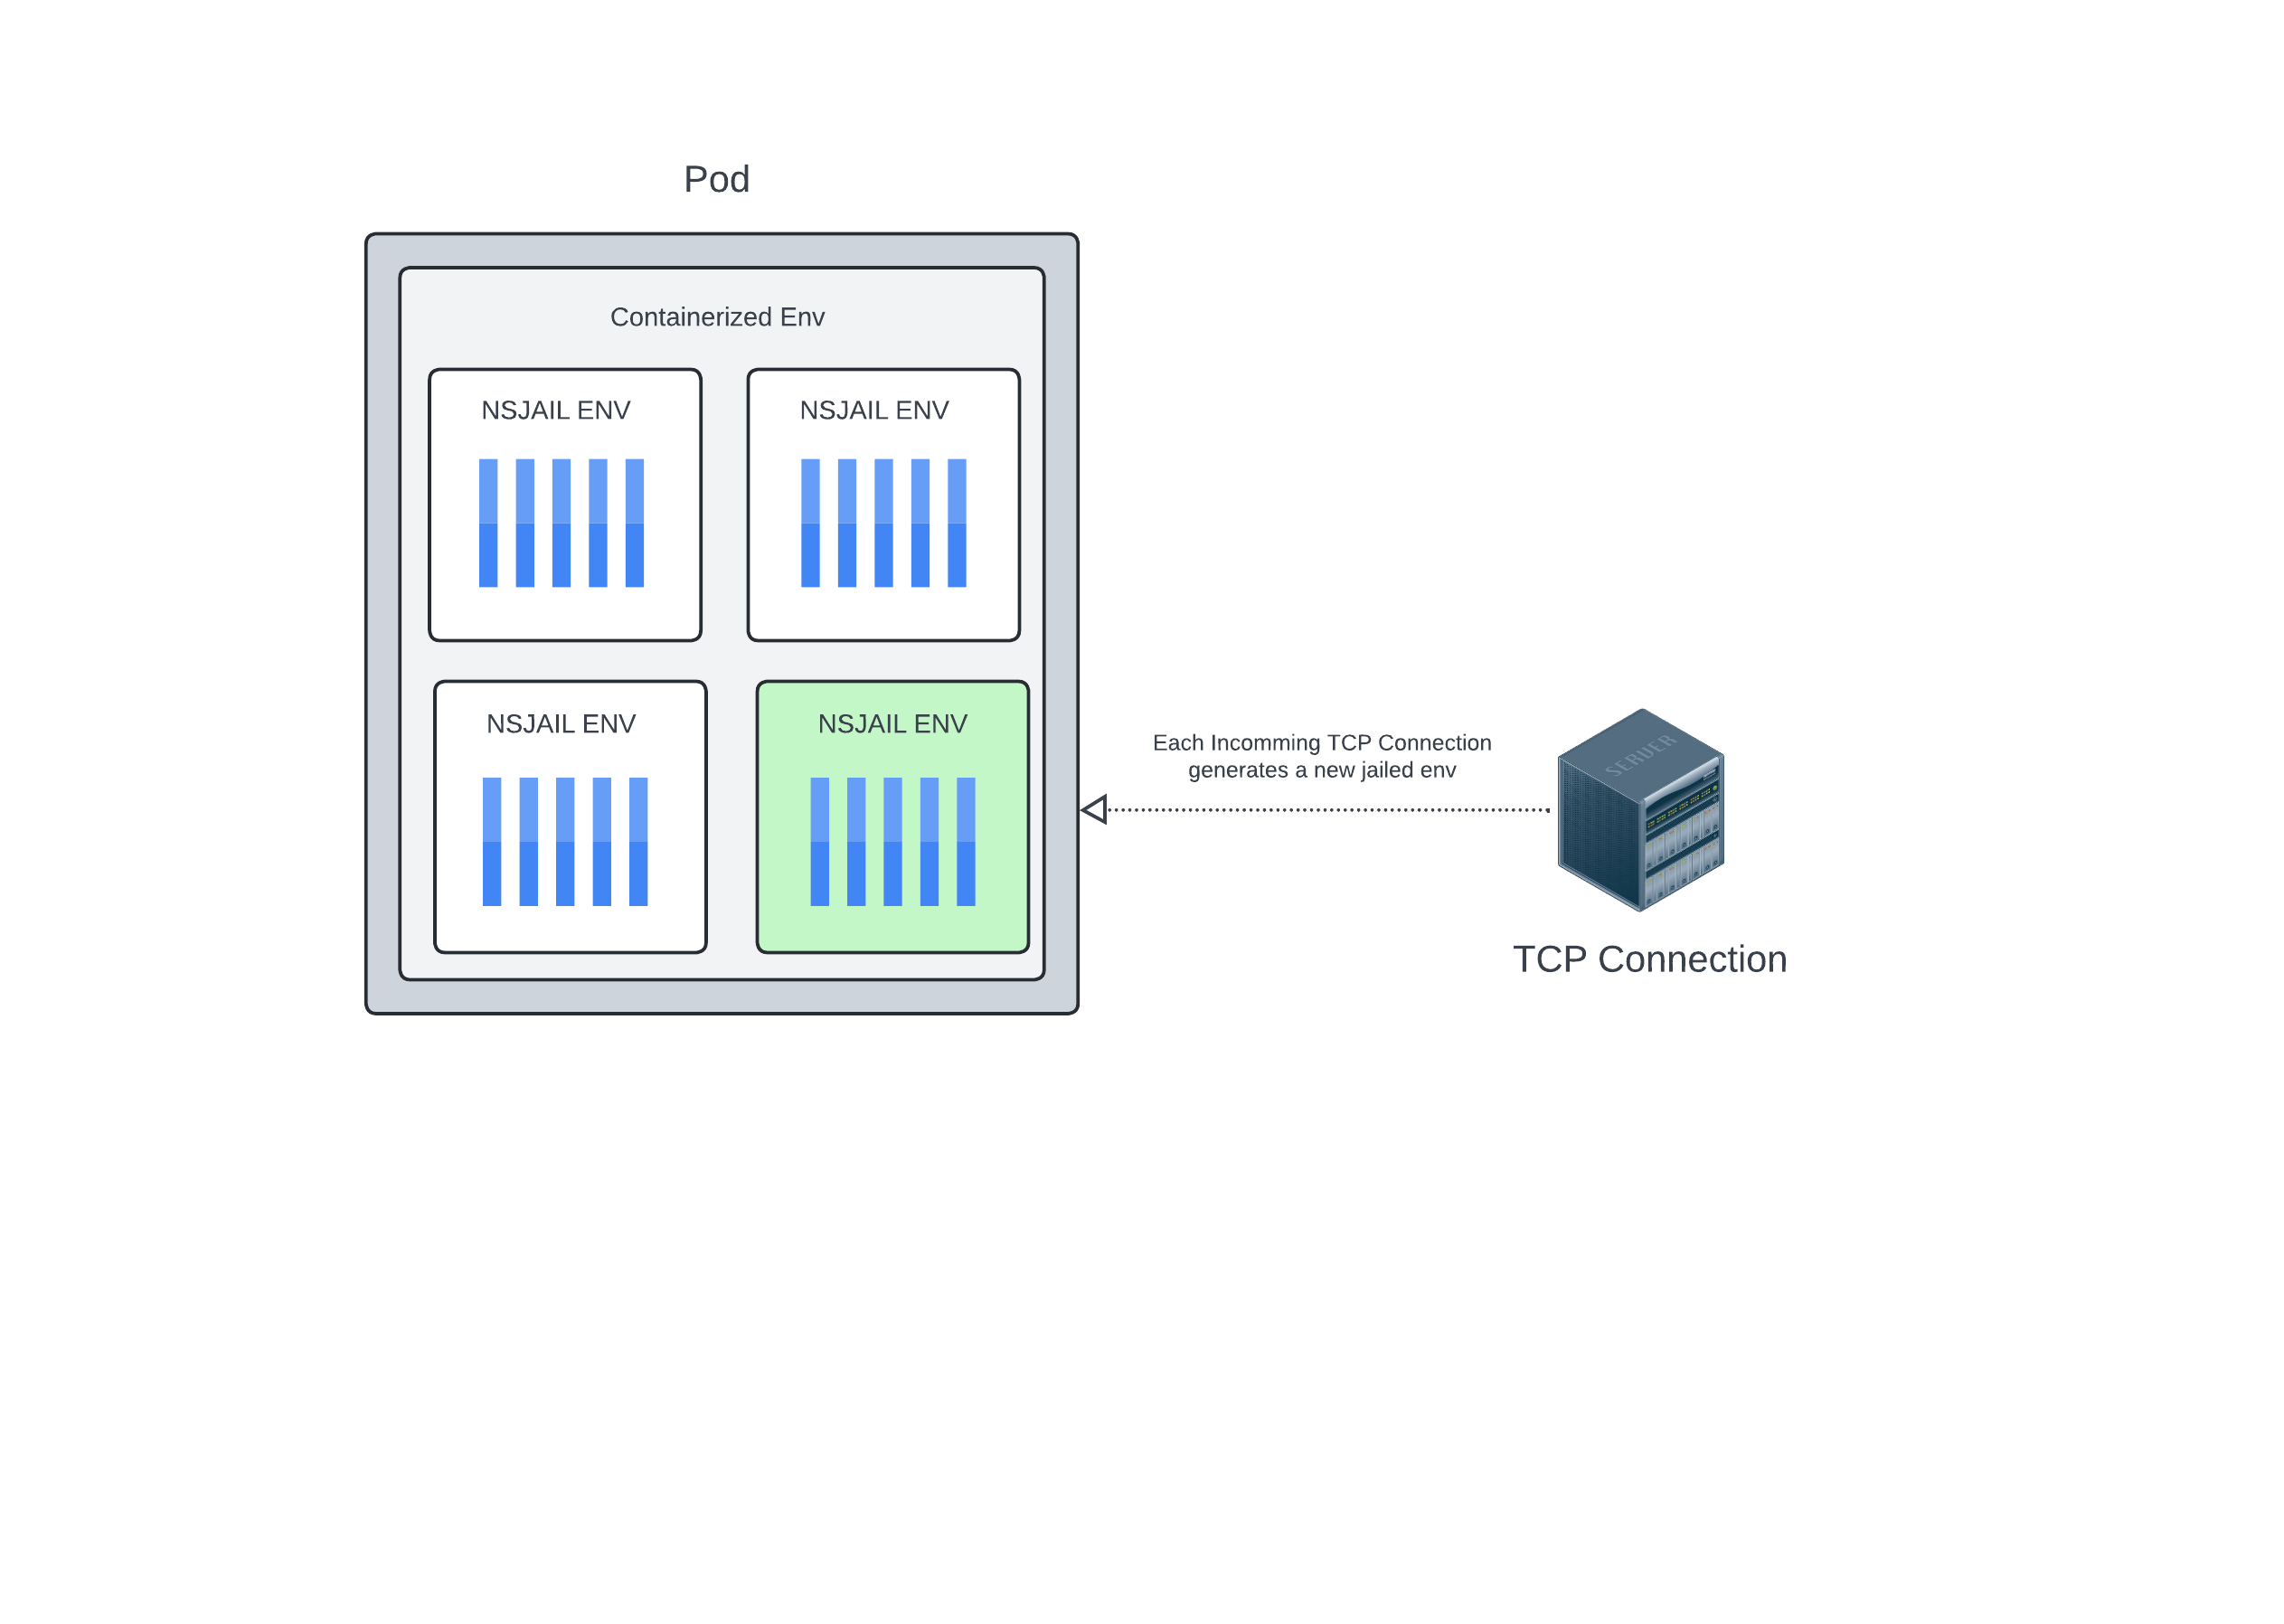 Pod
Containerized Env
NSJAIL ENV
NSJAIL ENV
NSJAIL ENV
NSJAIL ENV
Each Incomming TCP Connection
generates a new jailed env
SERVER
TCP Connection